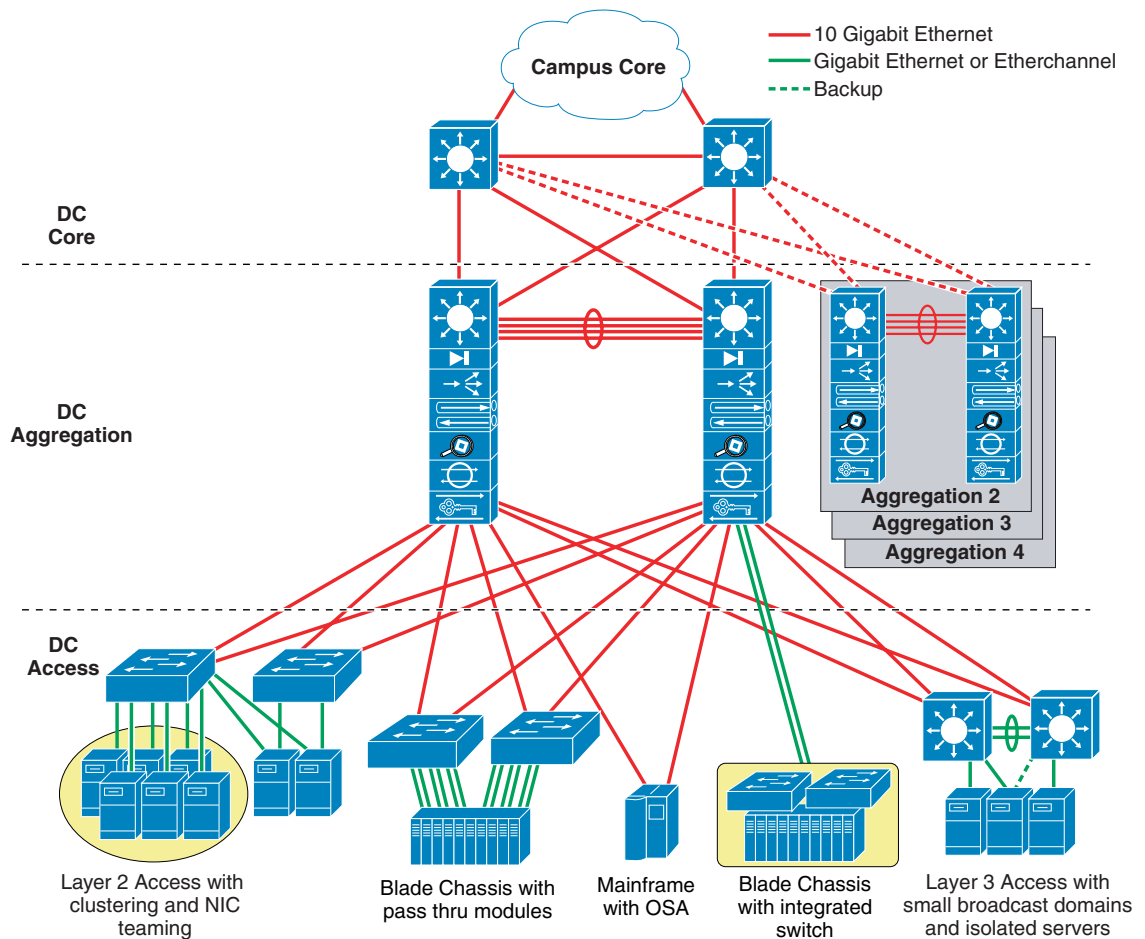 Campus Core
10 Gigabit Ethernet
Gigabit Ethernet or Etherchannel
Backup
DC
Core
DC
Aggregation
Aggregation 2
Aggregation 3
Aggregation 4
DC
Access
Layer 2 Access with
clustering and NIC
teaming
Blade Chassis with
pass thru modules
Mainframe
with OSA
Blade Chassis
with integrated
switch
Layer 3 Access with
small broadcast domains
and isolated servers